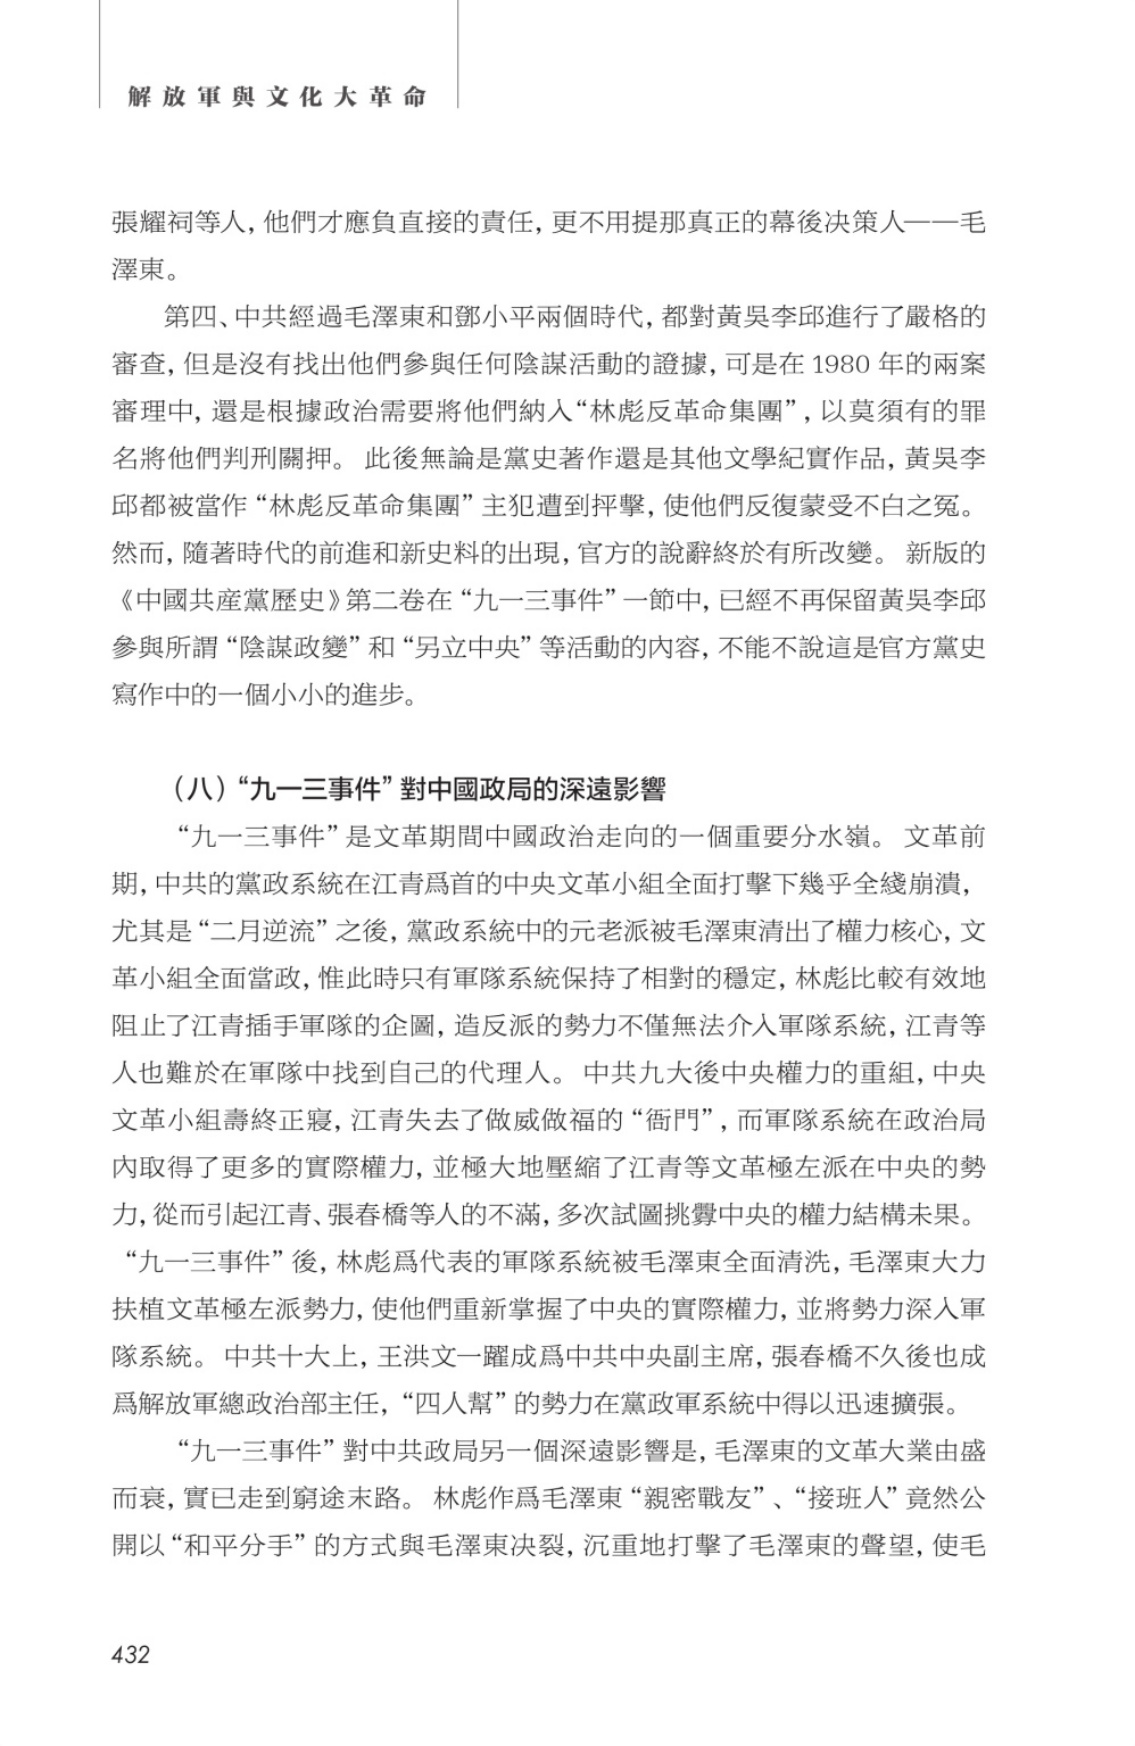 解放軍與文化大革命
張耀祠等人，他們才應負直接的責任，更不用提那真正的幕後決策人——毛
澤東。
第四、中共經過毛澤東和鄧小平兩個時代，都對黃吳李邱進行了嚴格的
審查，但是沒有找出他們參與任何陰謀活動的證據，可是在 1980 年的兩案
審理中，還是根據政治需要將他們納入“林彪反革命集團”，以莫須有的罪
名將他們判刑關押。此後無論是黨史著作還是其他文學紀實作品，黃吳李
邱都被當作“林彪反革命集團”主犯遭到抨擊，使他們反復蒙受不白之冤。
然而，隨著時代的前進和新史料的出現，官方的說辭終於有所改變。新版的
《中國共産黨歷史》第二卷在“九一三事件”一節中，已經不再保留黃吳李邱
參與所謂“陰謀政變”和“另立中央”等活動的內容，不能不說這是官方黨史
寫作中的一個小小的進步。
（八）“九一三事件”對中國政局的深遠影響
“九一三事件”是文革期間中國政治走向的一個重要分水嶺。文革前
期，中共的黨政系統在江青爲首的中央文革小組全面打擊下幾乎全綫崩潰，
尤其是“二月逆流”之後，黨政系統中的元老派被毛澤東清出了權力核心，文
革小組全面當政，惟此時只有軍隊系統保持了相對的穩定，林彪比較有效地
阻止了江青插手軍隊的企圖，造反派的勢力不僅無法介入軍隊系統，江青等
人也難於在軍隊中找到自己的代理人。中共九大後中央權力的重組，中央
文革小組壽終正寢，江青失去了做威做福的“衙門”，而軍隊系統在政治局
內取得了更多的實際權力，並極大地壓縮了江青等文革極左派在中央的勢
力，從而引起江青、張春橋等人的不滿，多次試圖挑釁中央的權力結構未果。
“九一三事件”後，林彪爲代表的軍隊系統被毛澤東全面清洗，毛澤東大力
扶植文革極左派勢力，使他們重新掌握了中央的實際權力，並將勢力深入軍
隊系統。中共十大上，王洪文一躍成爲中共中央副主席，張春橋不久後也成
爲解放軍總政治部主任，“四人幫”的勢力在黨政軍系統中得以迅速擴張。
“九一三事件”對中共政局另一個深遠影響是，毛澤東的文革大業由盛
而衰，實已走到窮途末路。林彪作爲毛澤東“親密戰友”、“接班人”竟然公
開以“和平分手”的方式與毛澤東决裂，沉重地打擊了毛澤東的聲望，使毛
432